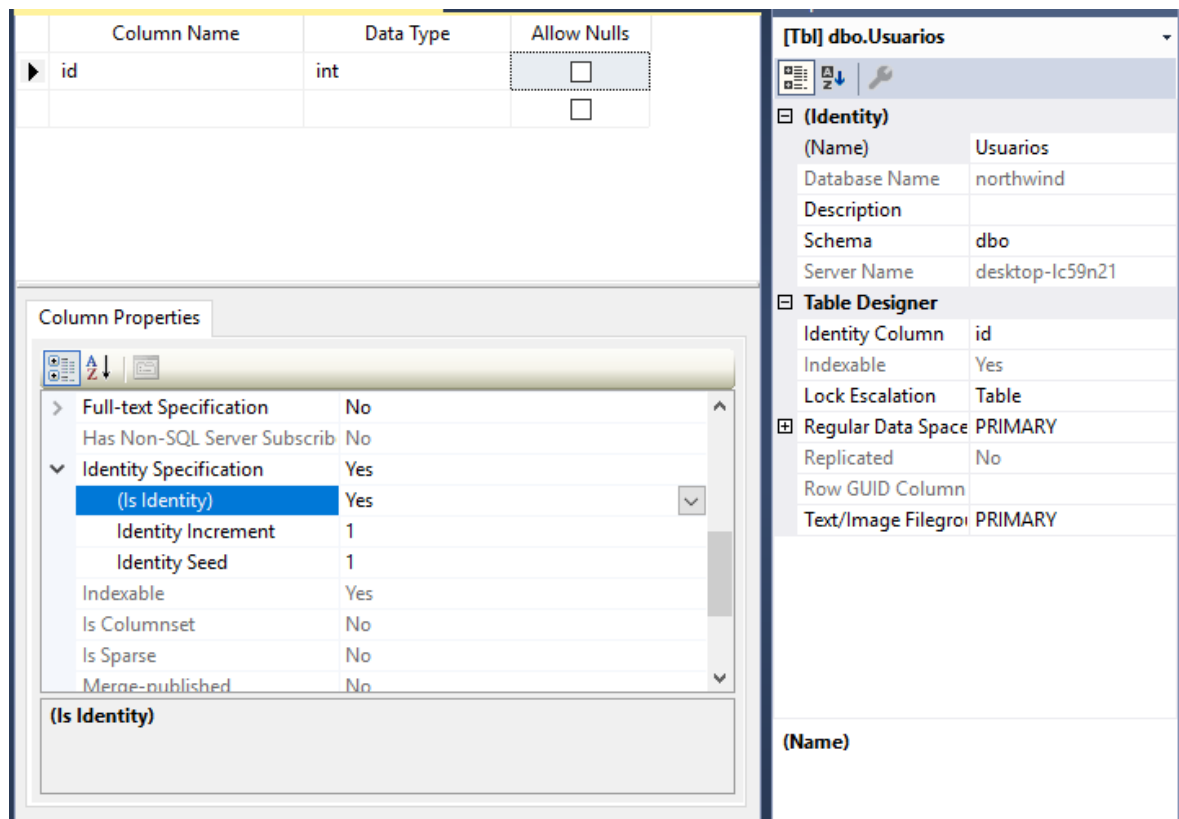 Column Name Data Type Allow Nulls
id int
Column Properties
Full-text Specification No
Has Non-SQL Server Subscrib No
Identity Specification Yes
(Is Identity) Yes
Identity Increment 1
Identity Seed 1
Indexable Yes
Is Columnset No
Is Sparse No
Merge-published No
(Is Identity)
[Tbl] dbo.Usuarios
(Identity)
(Name) Usuarios
Database Name northwind
Description
Schema dbo
Server Name desktop-lc59n21
Table Designer
Identity Column id
Indexable Yes
Lock Escalation Table
Regular Data Space PRIMARY
Replicated No
Row GUID Column
Text/Image Filegrou PRIMARY
(Name)